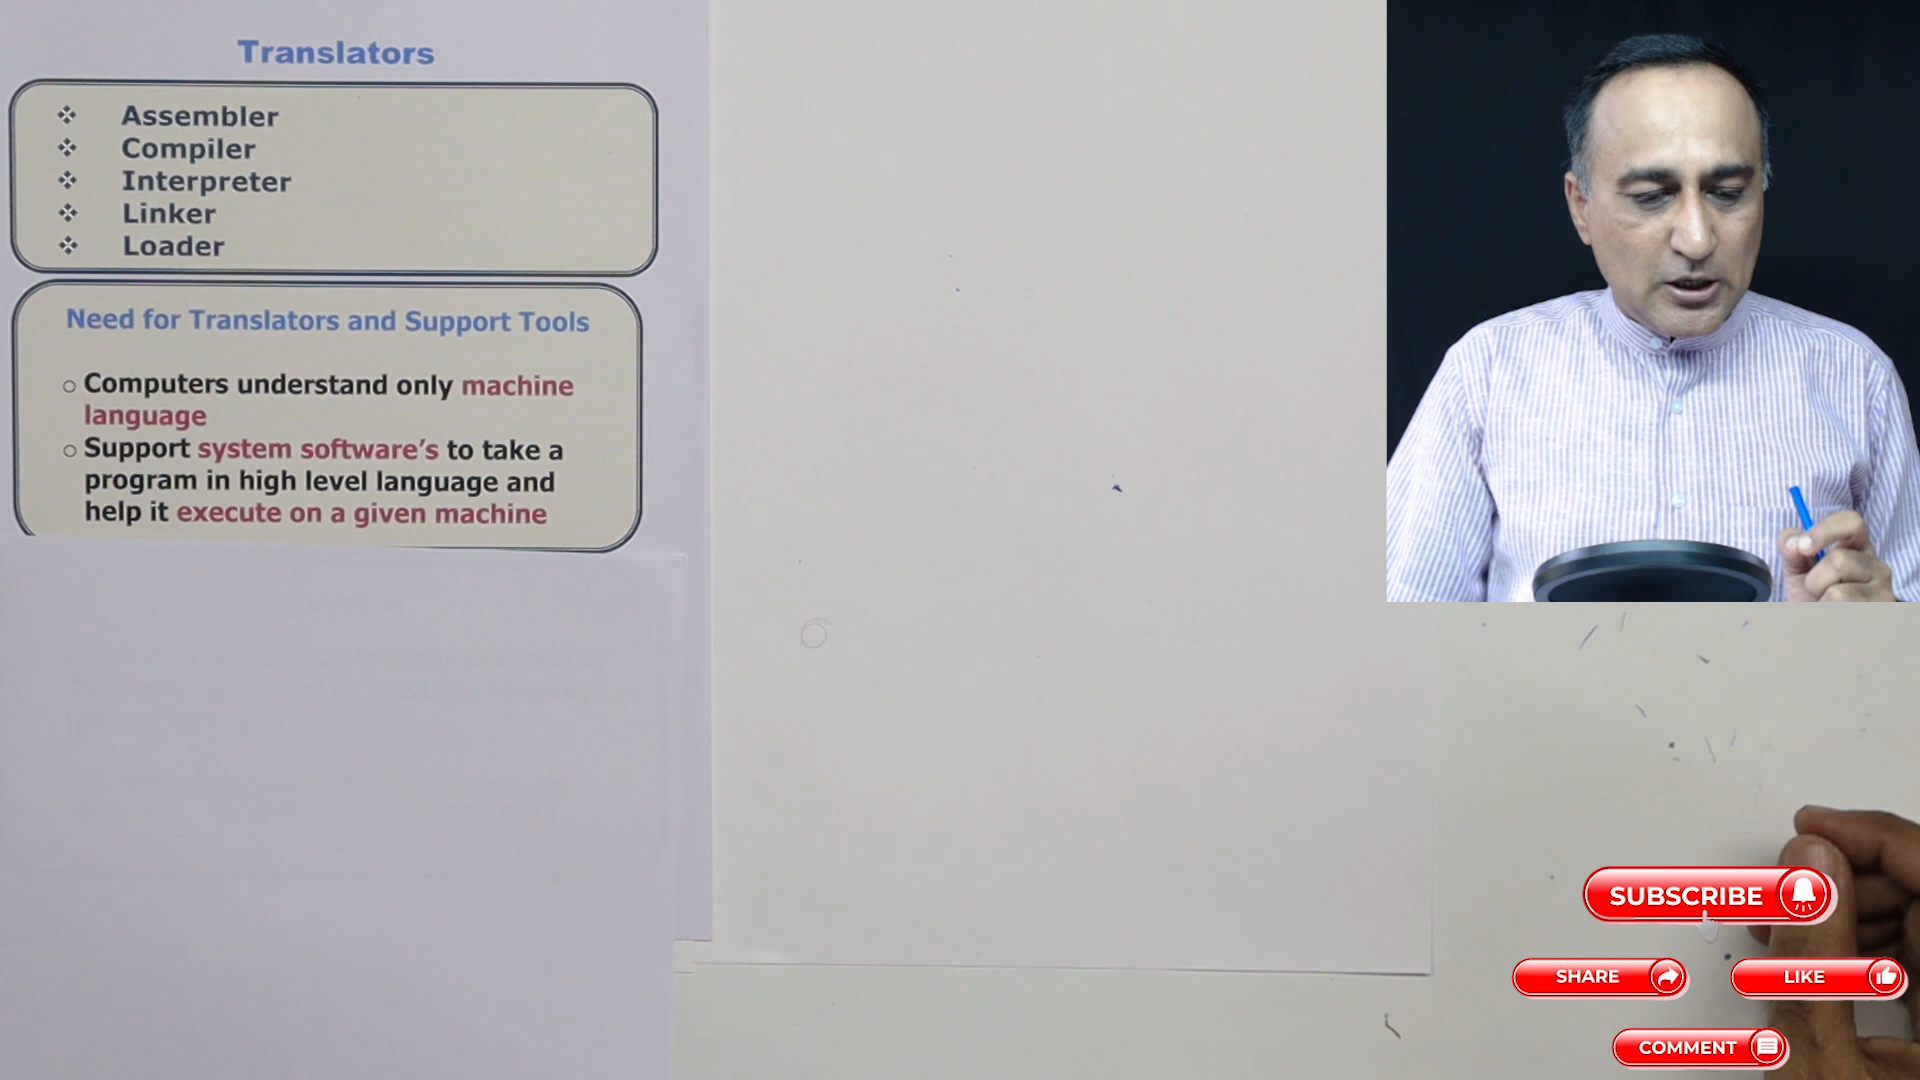 Translators
❖ Assembler
❖ Compiler
❖ Interpreter
❖ Linker
❖ Loader
Need for Translators and Support Tools
○ Computers understand only machine
language
○ Support system software's to take a
program in high level language and
help it execute on a given machine
SUBSCRIBE
SHARE
LIKE
COMMENT